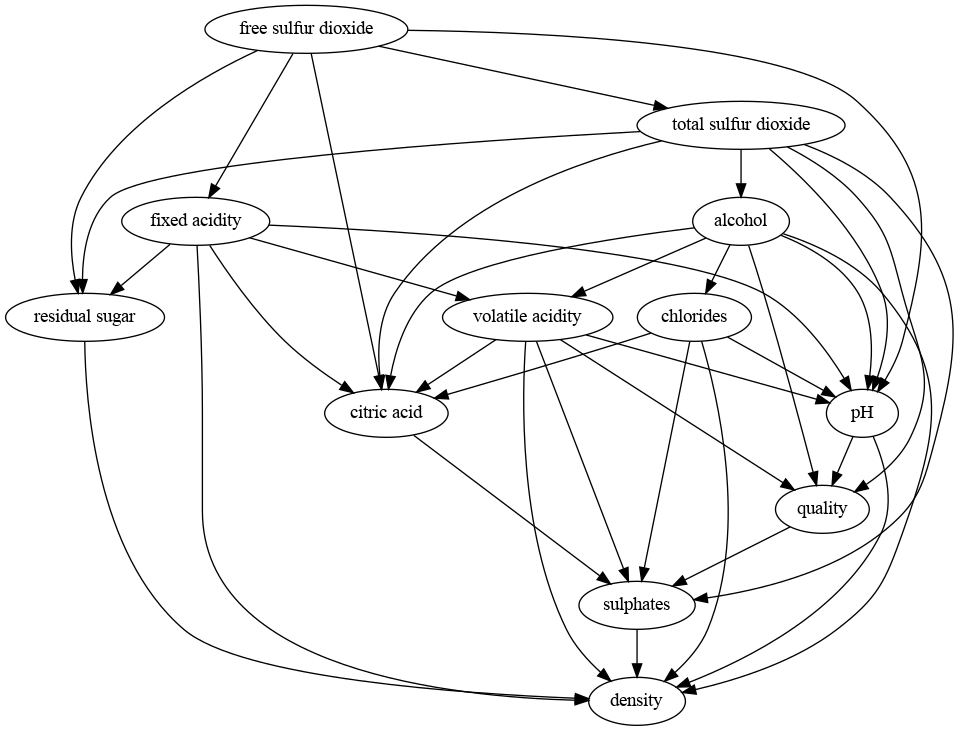 free sulfur dioxide
total sulfur dioxide
fixed acidity
alcohol
residual sugar
volatile acidity
chlorides
citric acid
pH
quality
sulphates
density